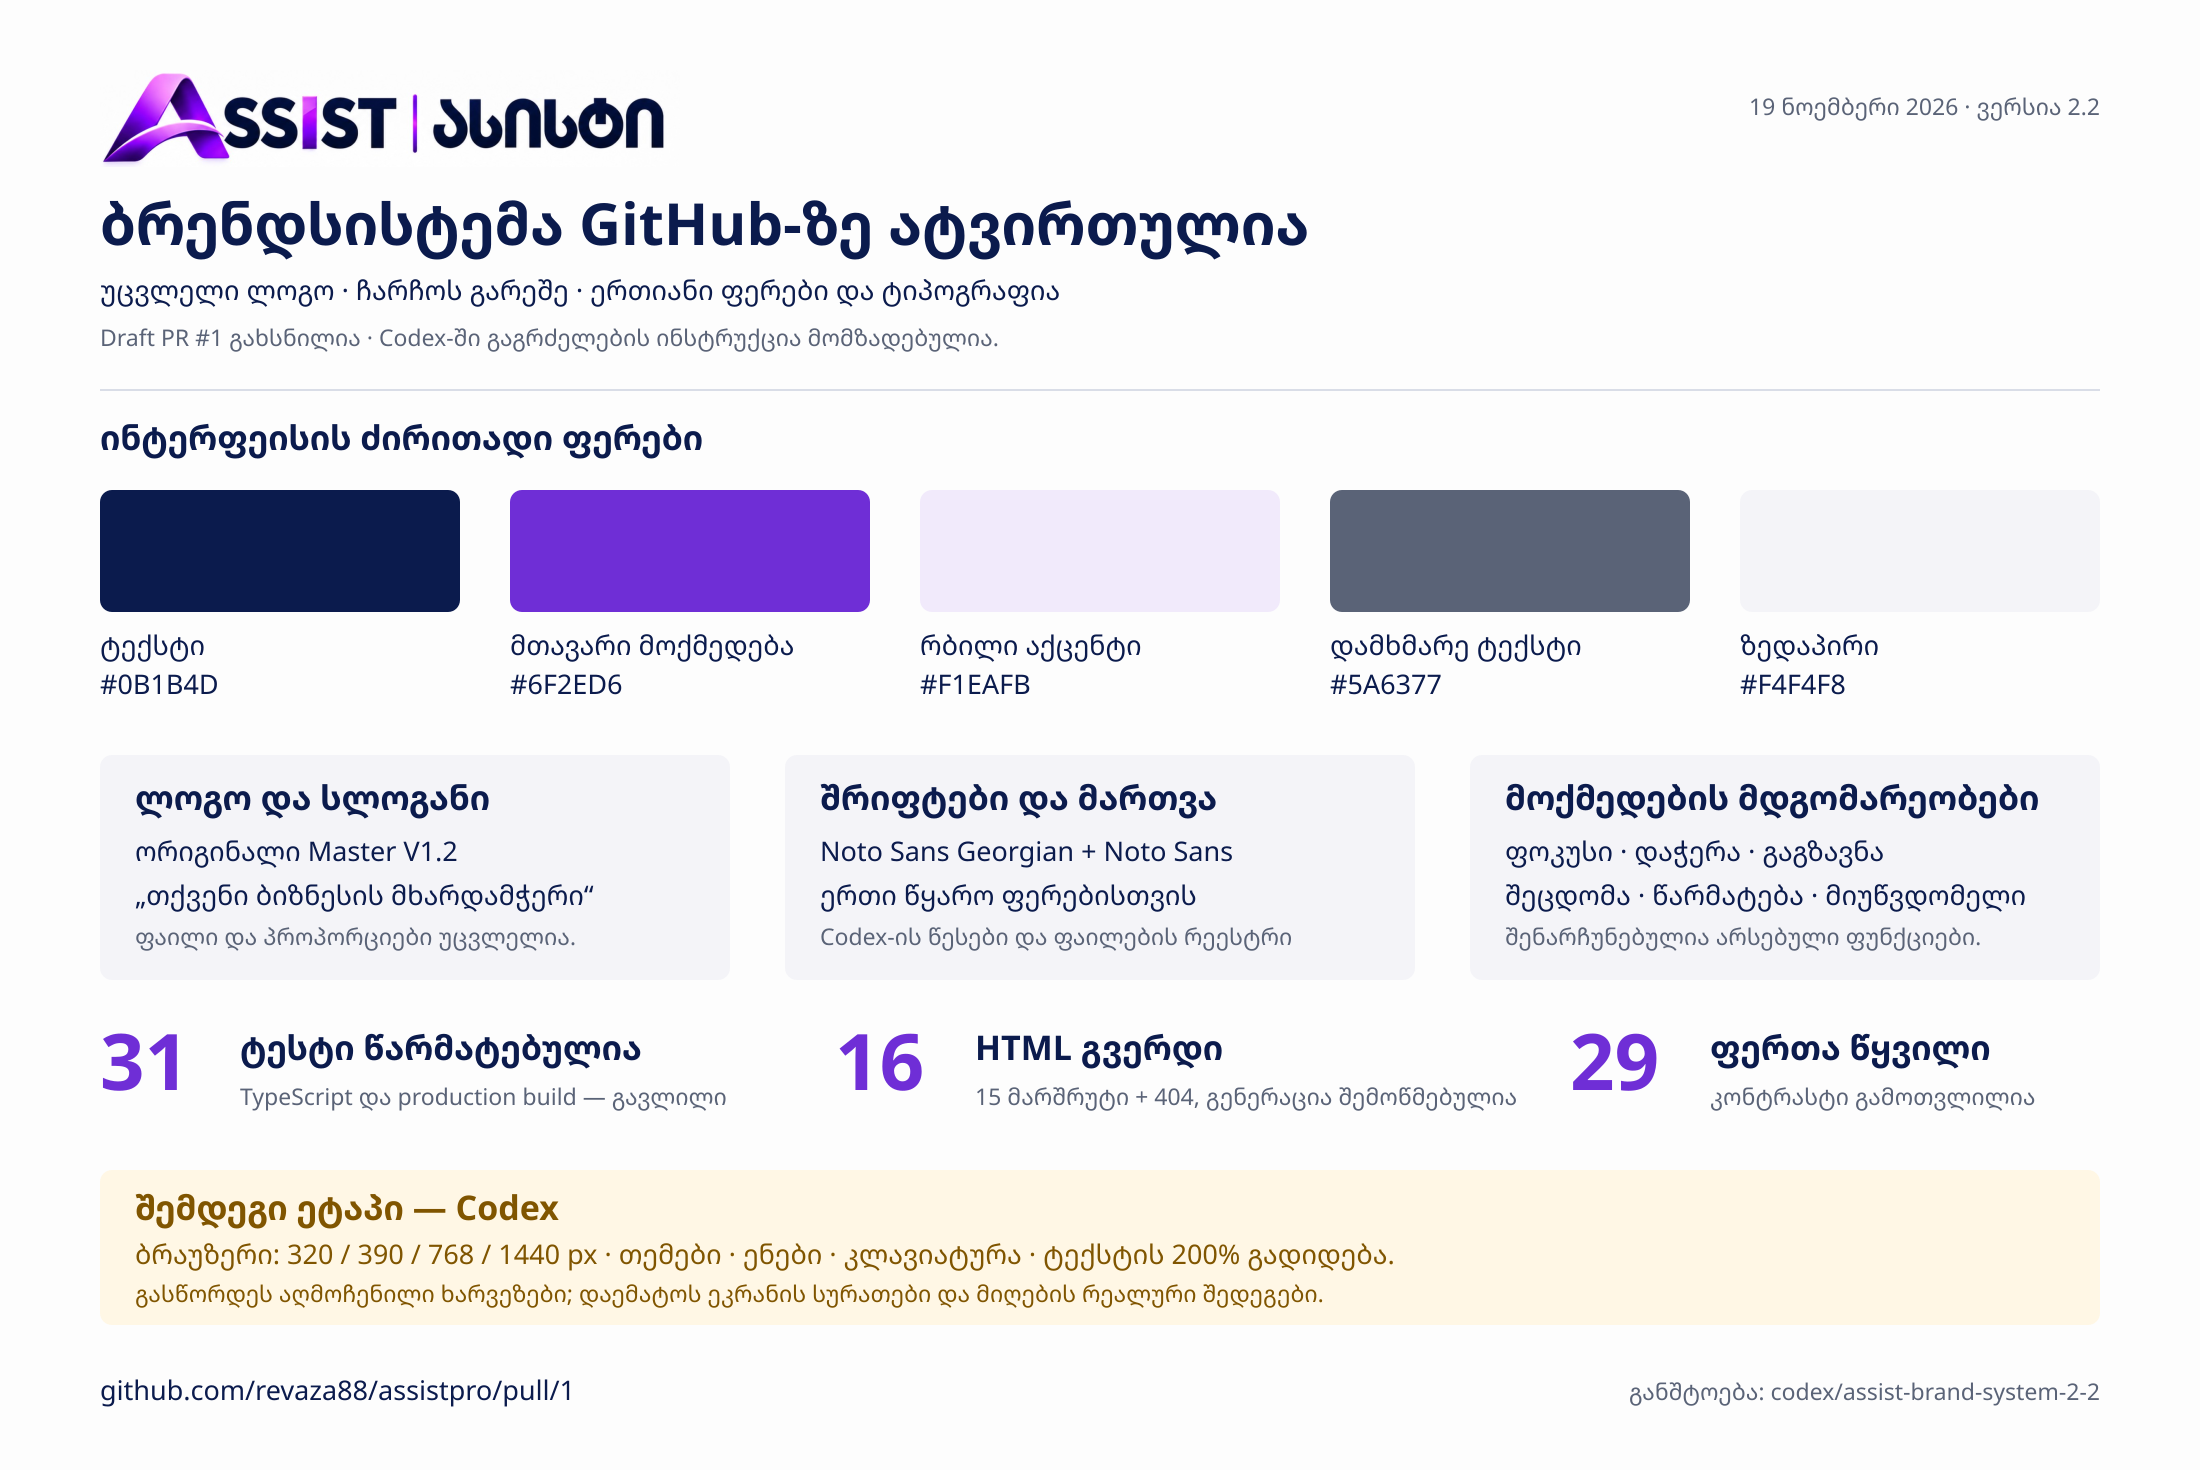 ASSIST | ასისტი
19 ნოემბერი 2026 · ვერსია 2.2
ბრენდსისტემა GitHub-ზე ატვირთულია
უცვლელი ლოგო · ჩარჩოს გარეშე · ერთიანი ფერები და ტიპოგრაფია
Draft PR #1 გახსნილია · Codex-ში გაგრძელების ინსტრუქცია მომზადებულია.
ინტერფეისის ძირითადი ფერები
ტექსტი
#0B1B4D
მთავარი მოქმედება
#6F2ED6
რბილი აქცენტი
#F1EAFB
დამხმარე ტექსტი
#5A6377
ზედაპირი
#F4F4F8
ლოგო და სლოგანი
ორიგინალი Master V1.2
„თქვენი ბიზნესის მხარდამჭერი“
ფაილი და პროპორციები უცვლელია.
შრიფტები და მართვა
Noto Sans Georgian + Noto Sans
ერთი წყარო ფერებისთვის
Codex-ის წესები და ფაილების რეესტრი
მოქმედების მდგომარეობები
ფოკუსი · დაჭერა · გაგზავნა
შეცდომა · წარმატება · მიუწვდომელი
შენარჩუნებულია არსებული ფუნქციები.
31 ტესტი წარმატებულია
TypeScript და production build — გავლილი
16 HTML გვერდი
15 მარშრუტი + 404, გენერაცია შემოწმებულია
29 ფერთა წყვილი
კონტრასტი გამოთვლილია
შემდეგი ეტაპი — Codex
ბრაუზერი: 320 / 390 / 768 / 1440 px · თემები · ენები · კლავიატურა · ტექსტის 200% გადიდება.
გასწორდეს აღმოჩენილი ხარვეზები; დაემატოს ეკრანის სურათები და მიღების რეალური შედეგები.
github.com/revaza88/assistpro/pull/1
განშტოება: codex/assist-brand-system-2-2